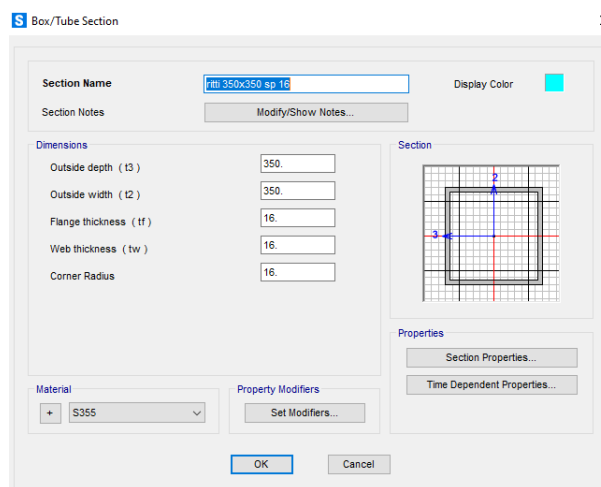 S Box/Tube Section
Section Name ritti 350x350 sp 16 Display Color
Section Notes Modify/Show Notes...
Dimensions
Outside depth ( t3 ) 350.
Outside width ( t2 ) 350.
Flange thickness ( tf ) 16.
Web thickness ( tw ) 16.
Corner Radius 16.
Section
2
3
Properties
Section Properties...
Time Dependent Properties...
Material
+ S355
Property Modifiers
Set Modifiers...
OK Cancel